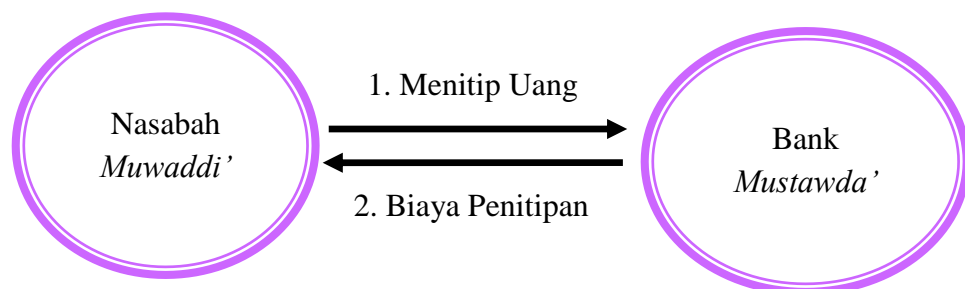 1. Menitip Uang
Nasabah
Muwaddi’
Bank
Mustawda’
2. Biaya Penitipan